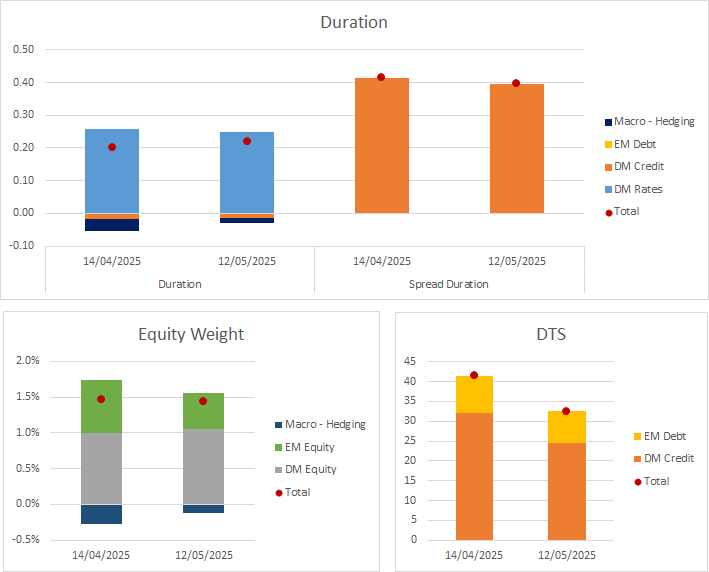 Duration
0.50
0.40
0.30
0.20
0.10
0.00
-0.10
14/04/2025 12/05/2025 14/04/2025 12/05/2025
Duration Spread Duration
Macro - Hedging
EM Debt
DM Credit
DM Rates
Total
Equity Weight
2.0%
1.5%
1.0%
0.5%
0.0%
-0.5%
14/04/2025 12/05/2025
Macro - Hedging
EM Equity
DM Equity
Total
DTS
45
40
35
30
25
20
15
10
5
0
14/04/2025 12/05/2025
EM Debt
DM Credit
Total